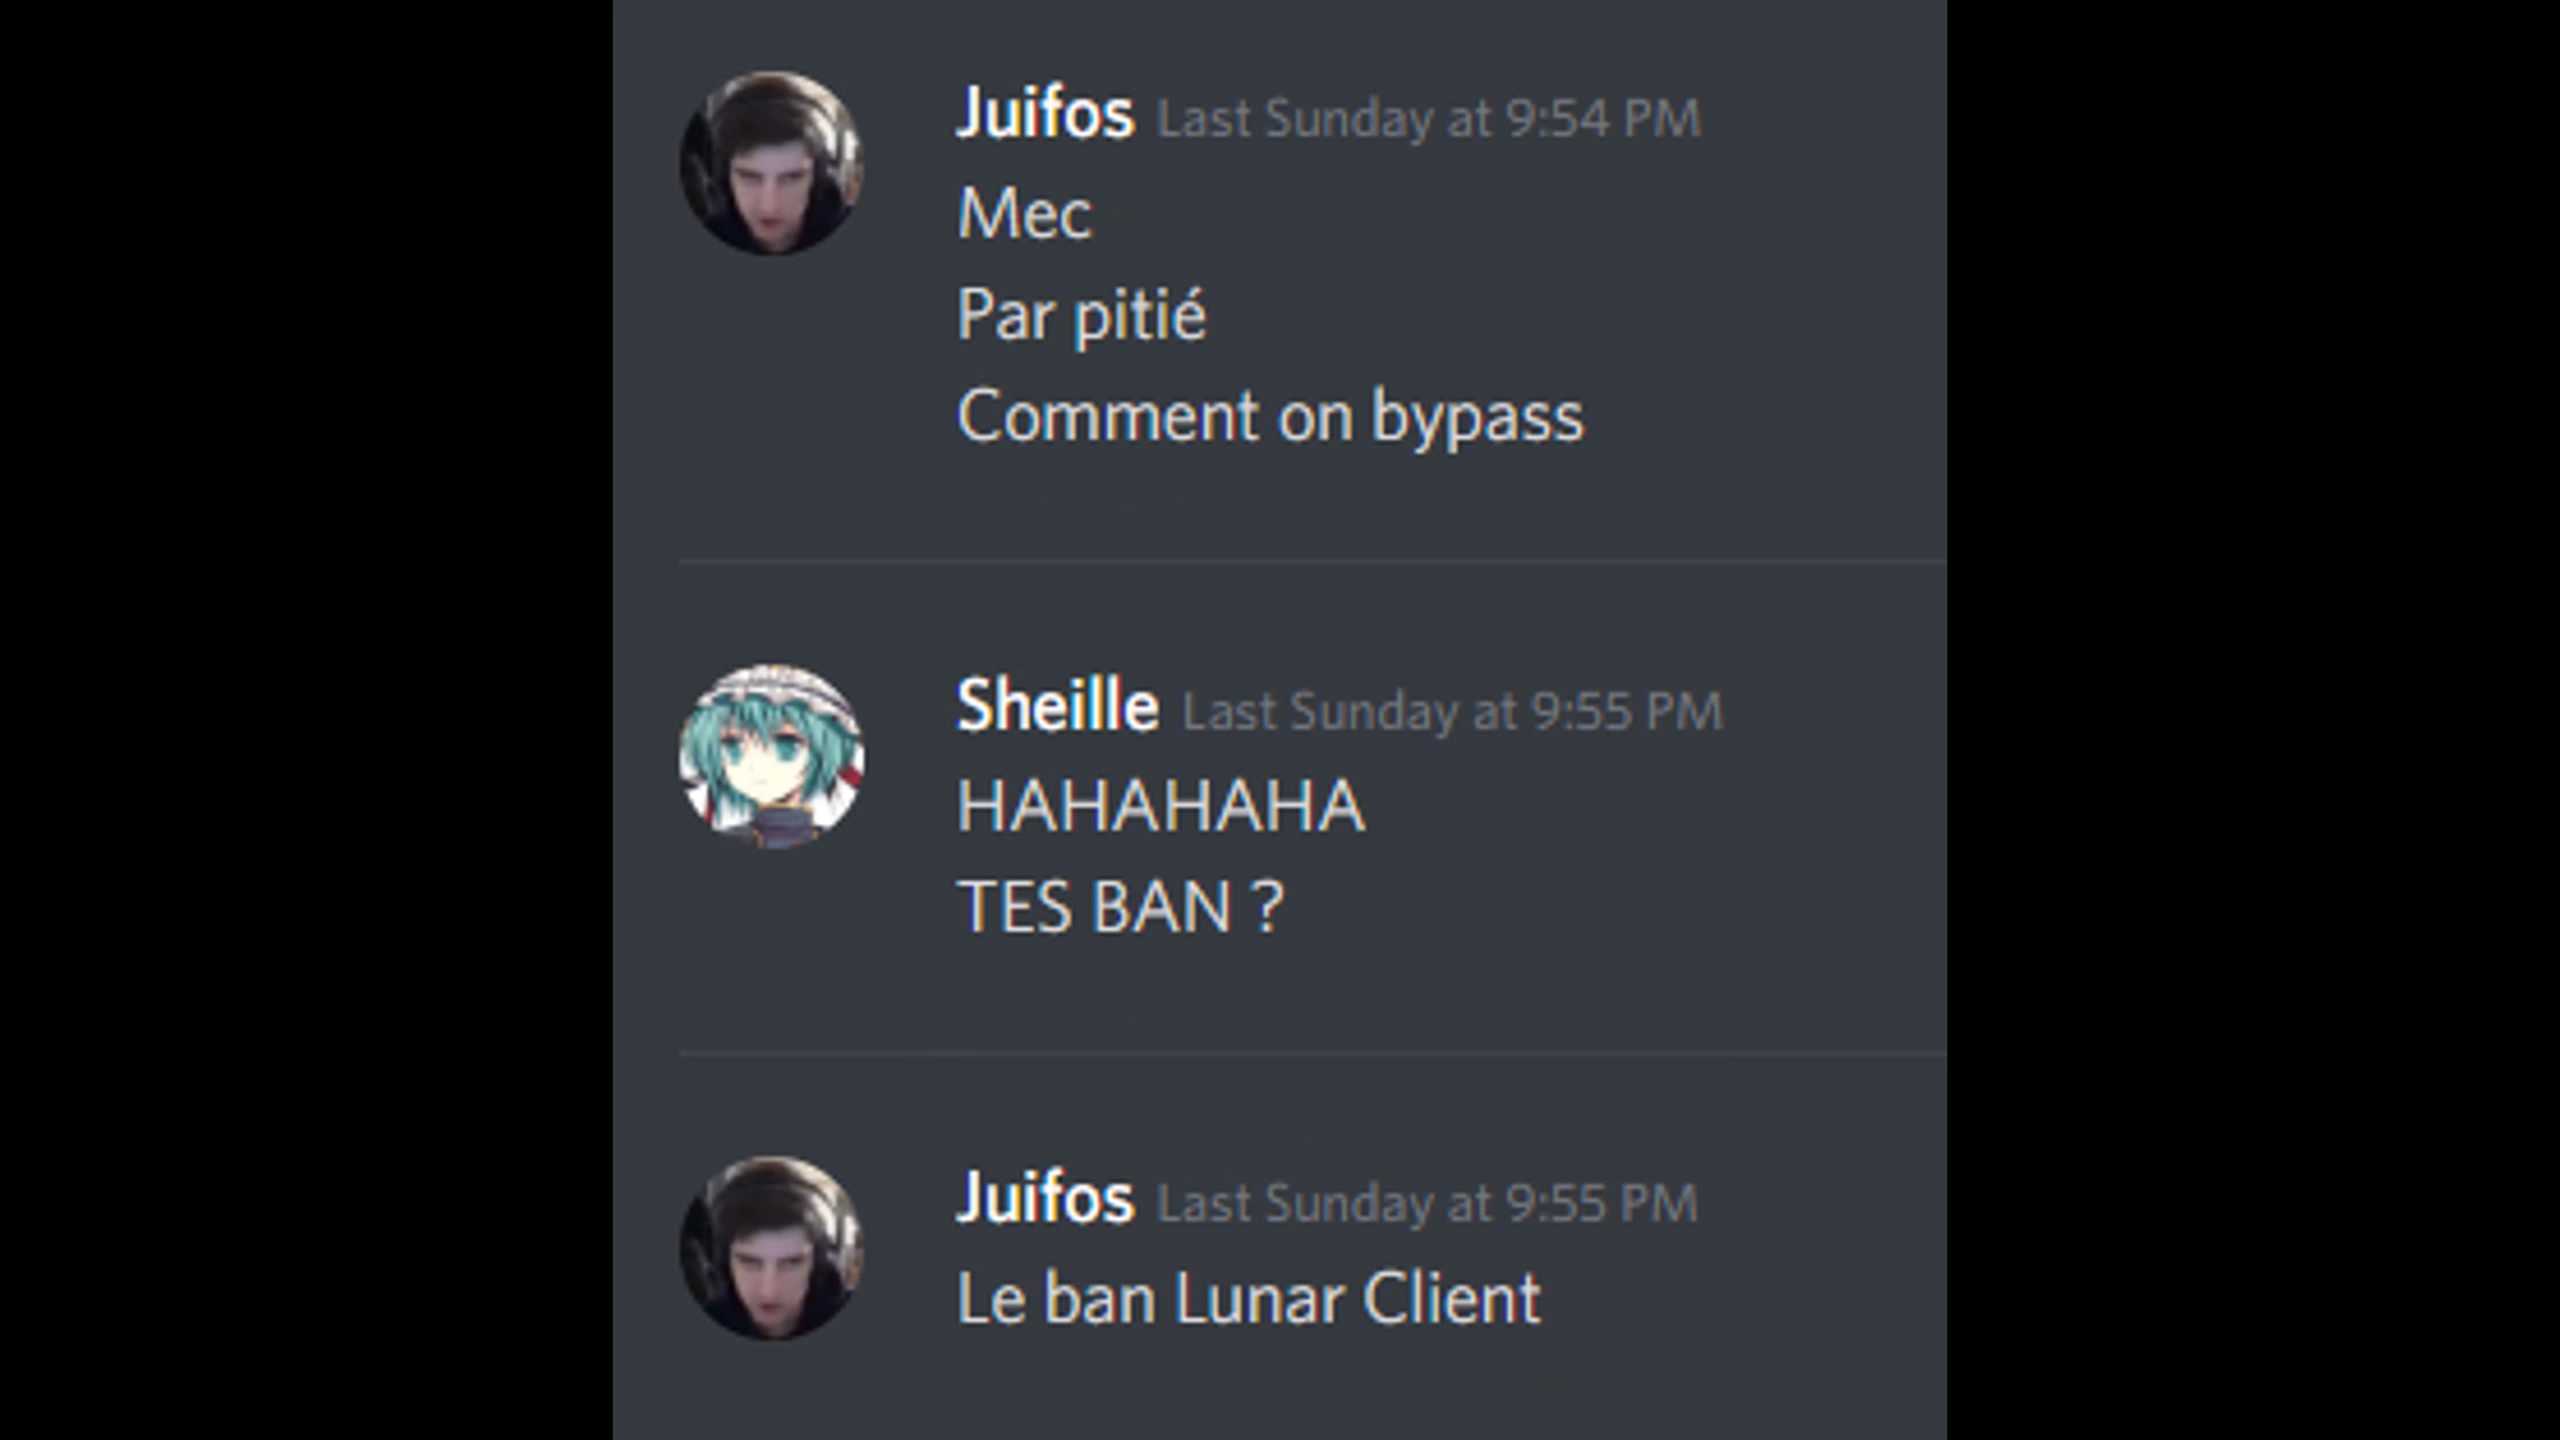 Juifos Last Sunday at 9:54 PM
Mec
Par pitié
Comment on bypass
Sheille Last Sunday at 9:55 PM
HAHAHAHA
TES BAN ?
Juifos Last Sunday at 9:55 PM
Le ban Lunar Client